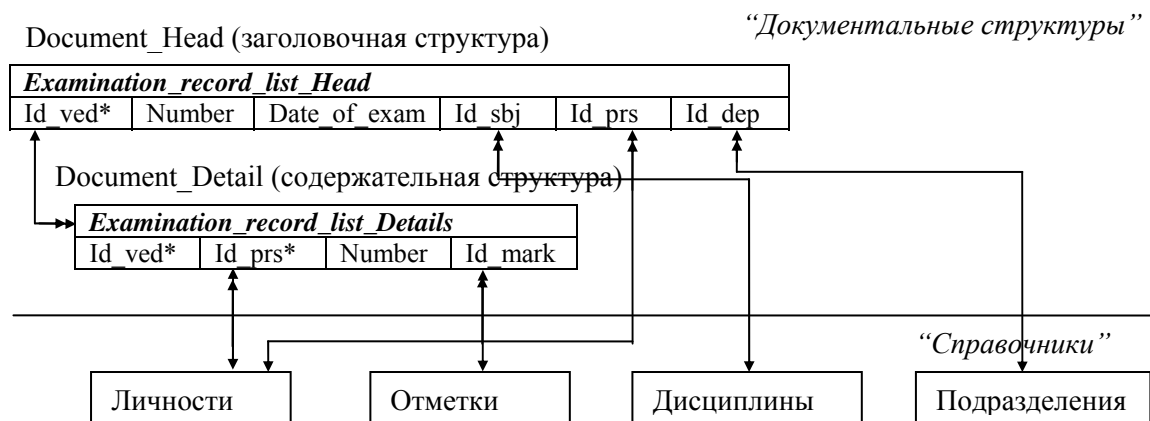 “Документальные структуры”
Document_Head (заголовочная структура)
Examination_record_list_Head
Id_ved* Number Date_of_exam Id_sbj Id_prs Id_dep
Document_Detail (содержательная структура)
Examination_record_list_Details
Id_ved* Id_prs* Number Id_mark
“Справочники”
Личности Отметки Дисциплины Подразделения